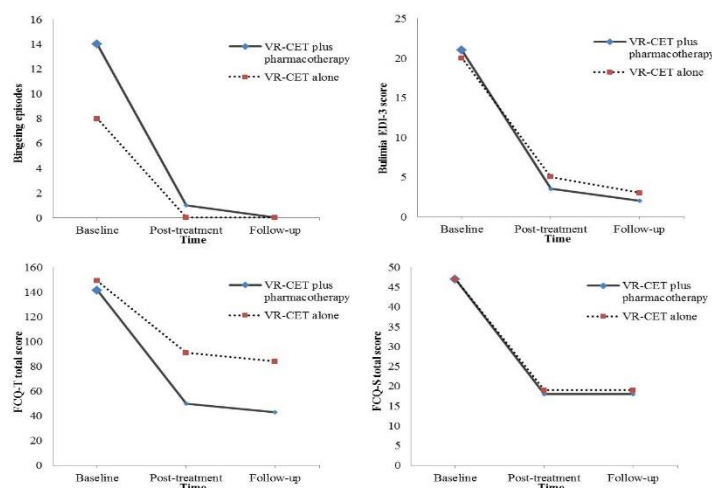 Bingeing episodes
16
14
12
10
8
6
4
2
0
VR-CET plus
pharmacotherapy
VR-CET alone
Baseline Post-treatment Follow-up
Time
Bulimia EDI-3 score
25
20
15
10
5
0
VR-CET plus
pharmacotherapy
VR-CET alone
Baseline Post-treatment Follow-up
Time
FCQ-T total score
160
140
120
100
80
60
40
20
0
VR-CET plus
pharmacotherapy
VR-CET alone
Baseline Post-treatment Follow-up
Time
FCQ-S total score
50
45
40
35
30
25
20
15
10
5
0
VR-CET plus
pharmacotherapy
VR-CET alone
Baseline Post-treatment Follow-up
Time